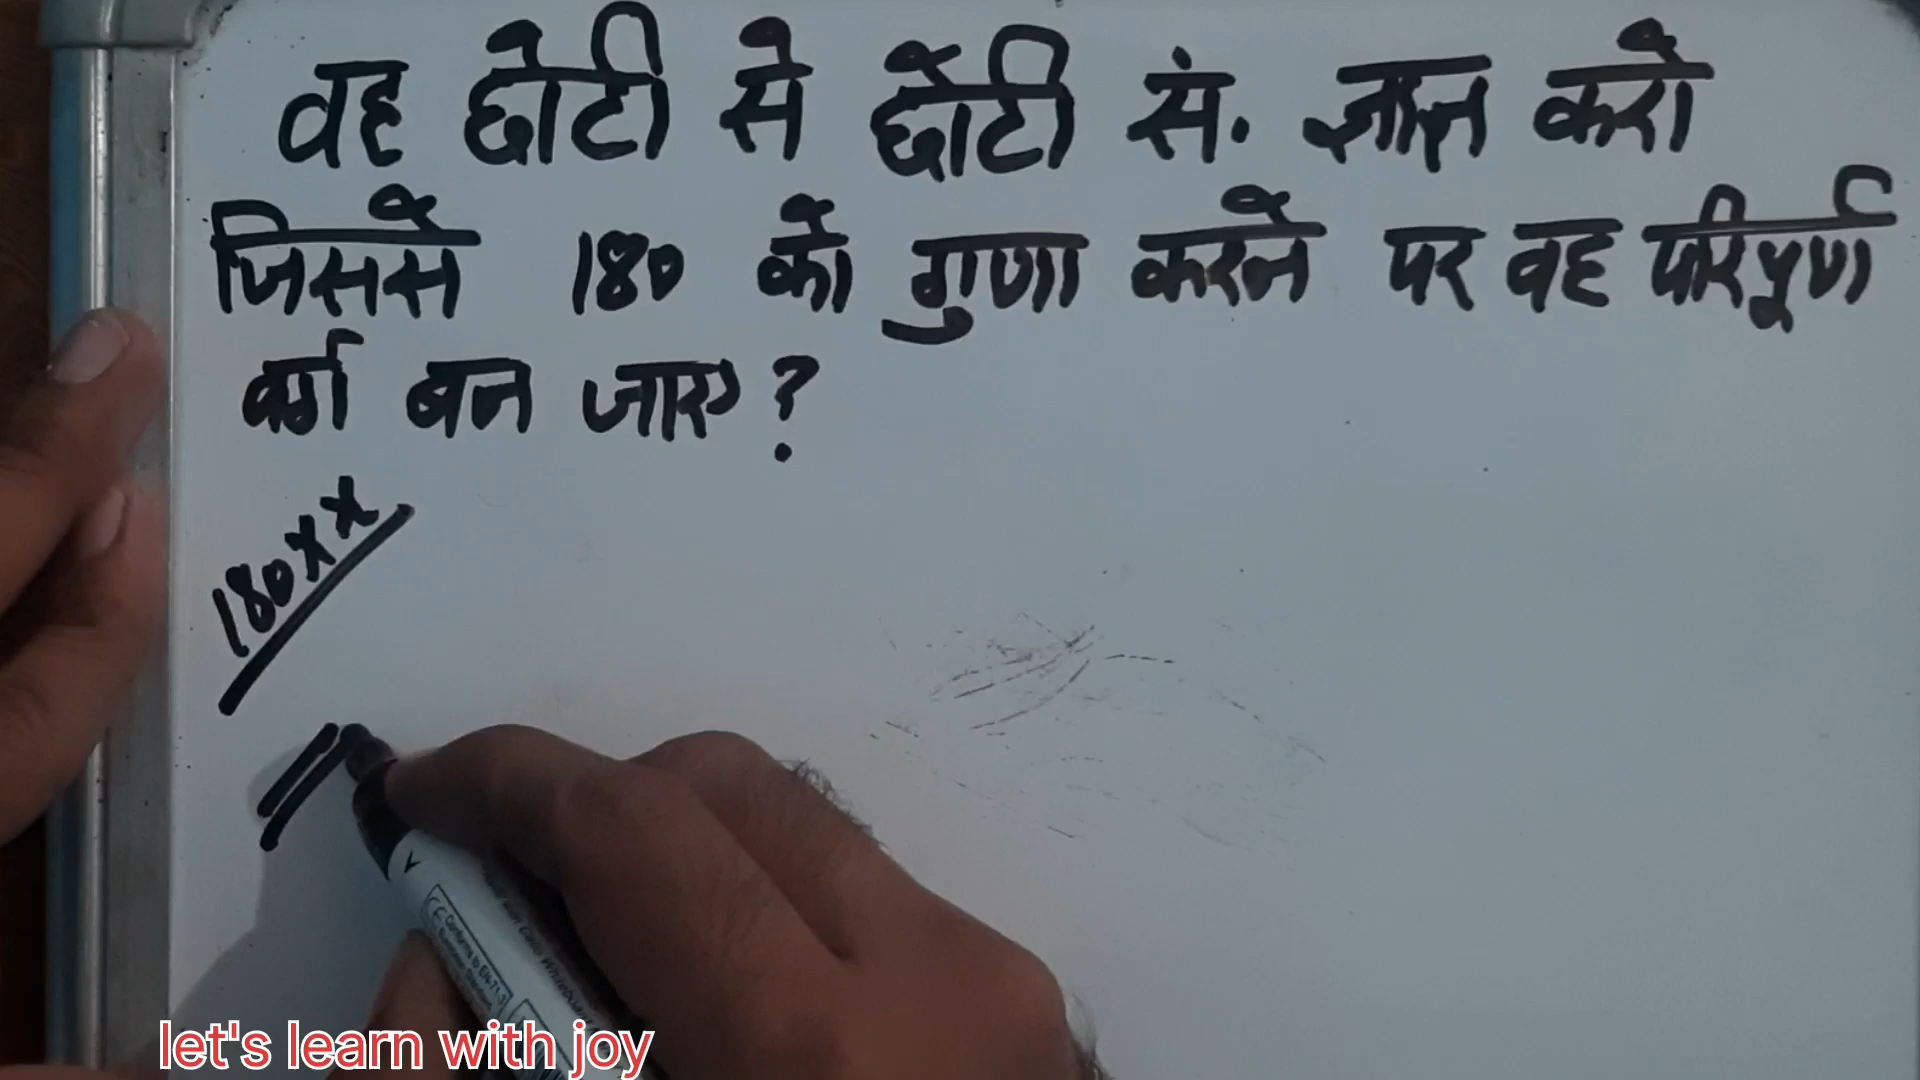 वह छोटी से छोटी सं. ज्ञात करो
जिससे 180 को गुणा करने पर वह परिपूर्ण
वर्ग बन जाए?
180 x x
let's learn with joy